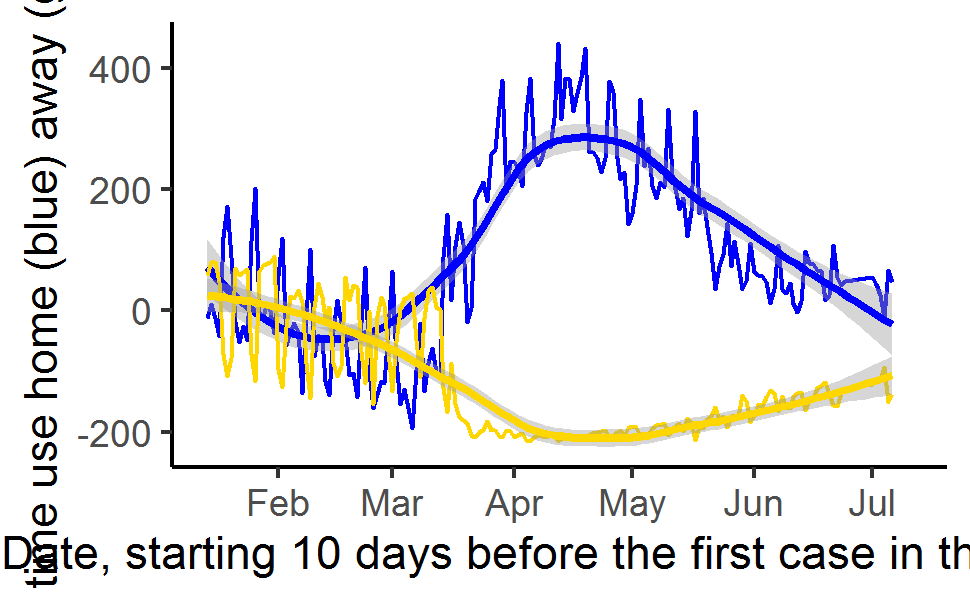 time use home (blue) away (
400
200
0
-200
Feb Mar Apr May Jun Jul
Date, starting 10 days before the first case in th